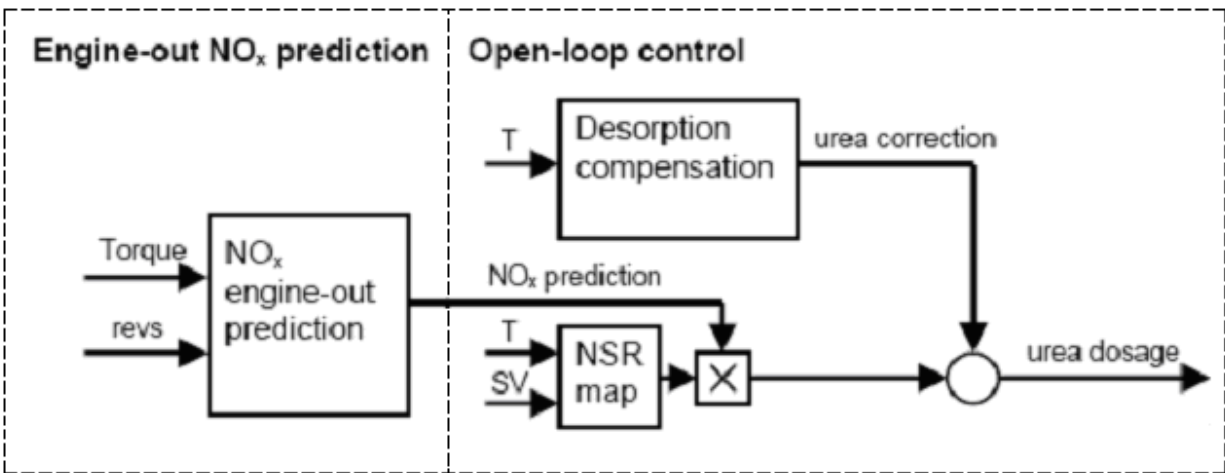 Engine-out NOₓ prediction
Open-loop control
T
Desorption
compensation
urea correction
Torque
revs
NOₓ
engine-out
prediction
NOₓ prediction
T
SV
NSR
map
X
urea dosage